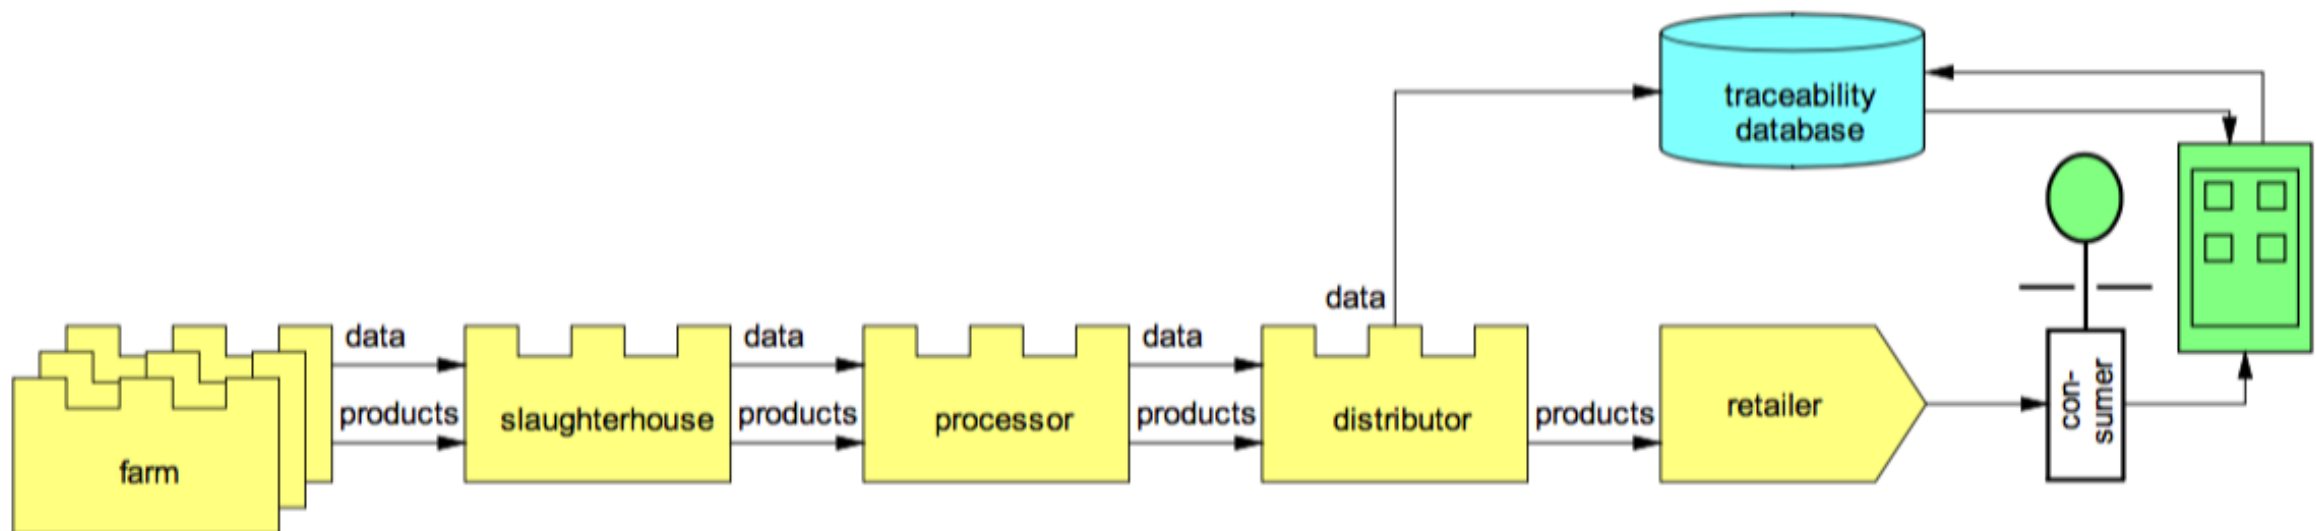 traceability
database
data
data
data
data
products
products
products
products
farm
slaughterhouse
processor
distributor
retailer
con-
sumer